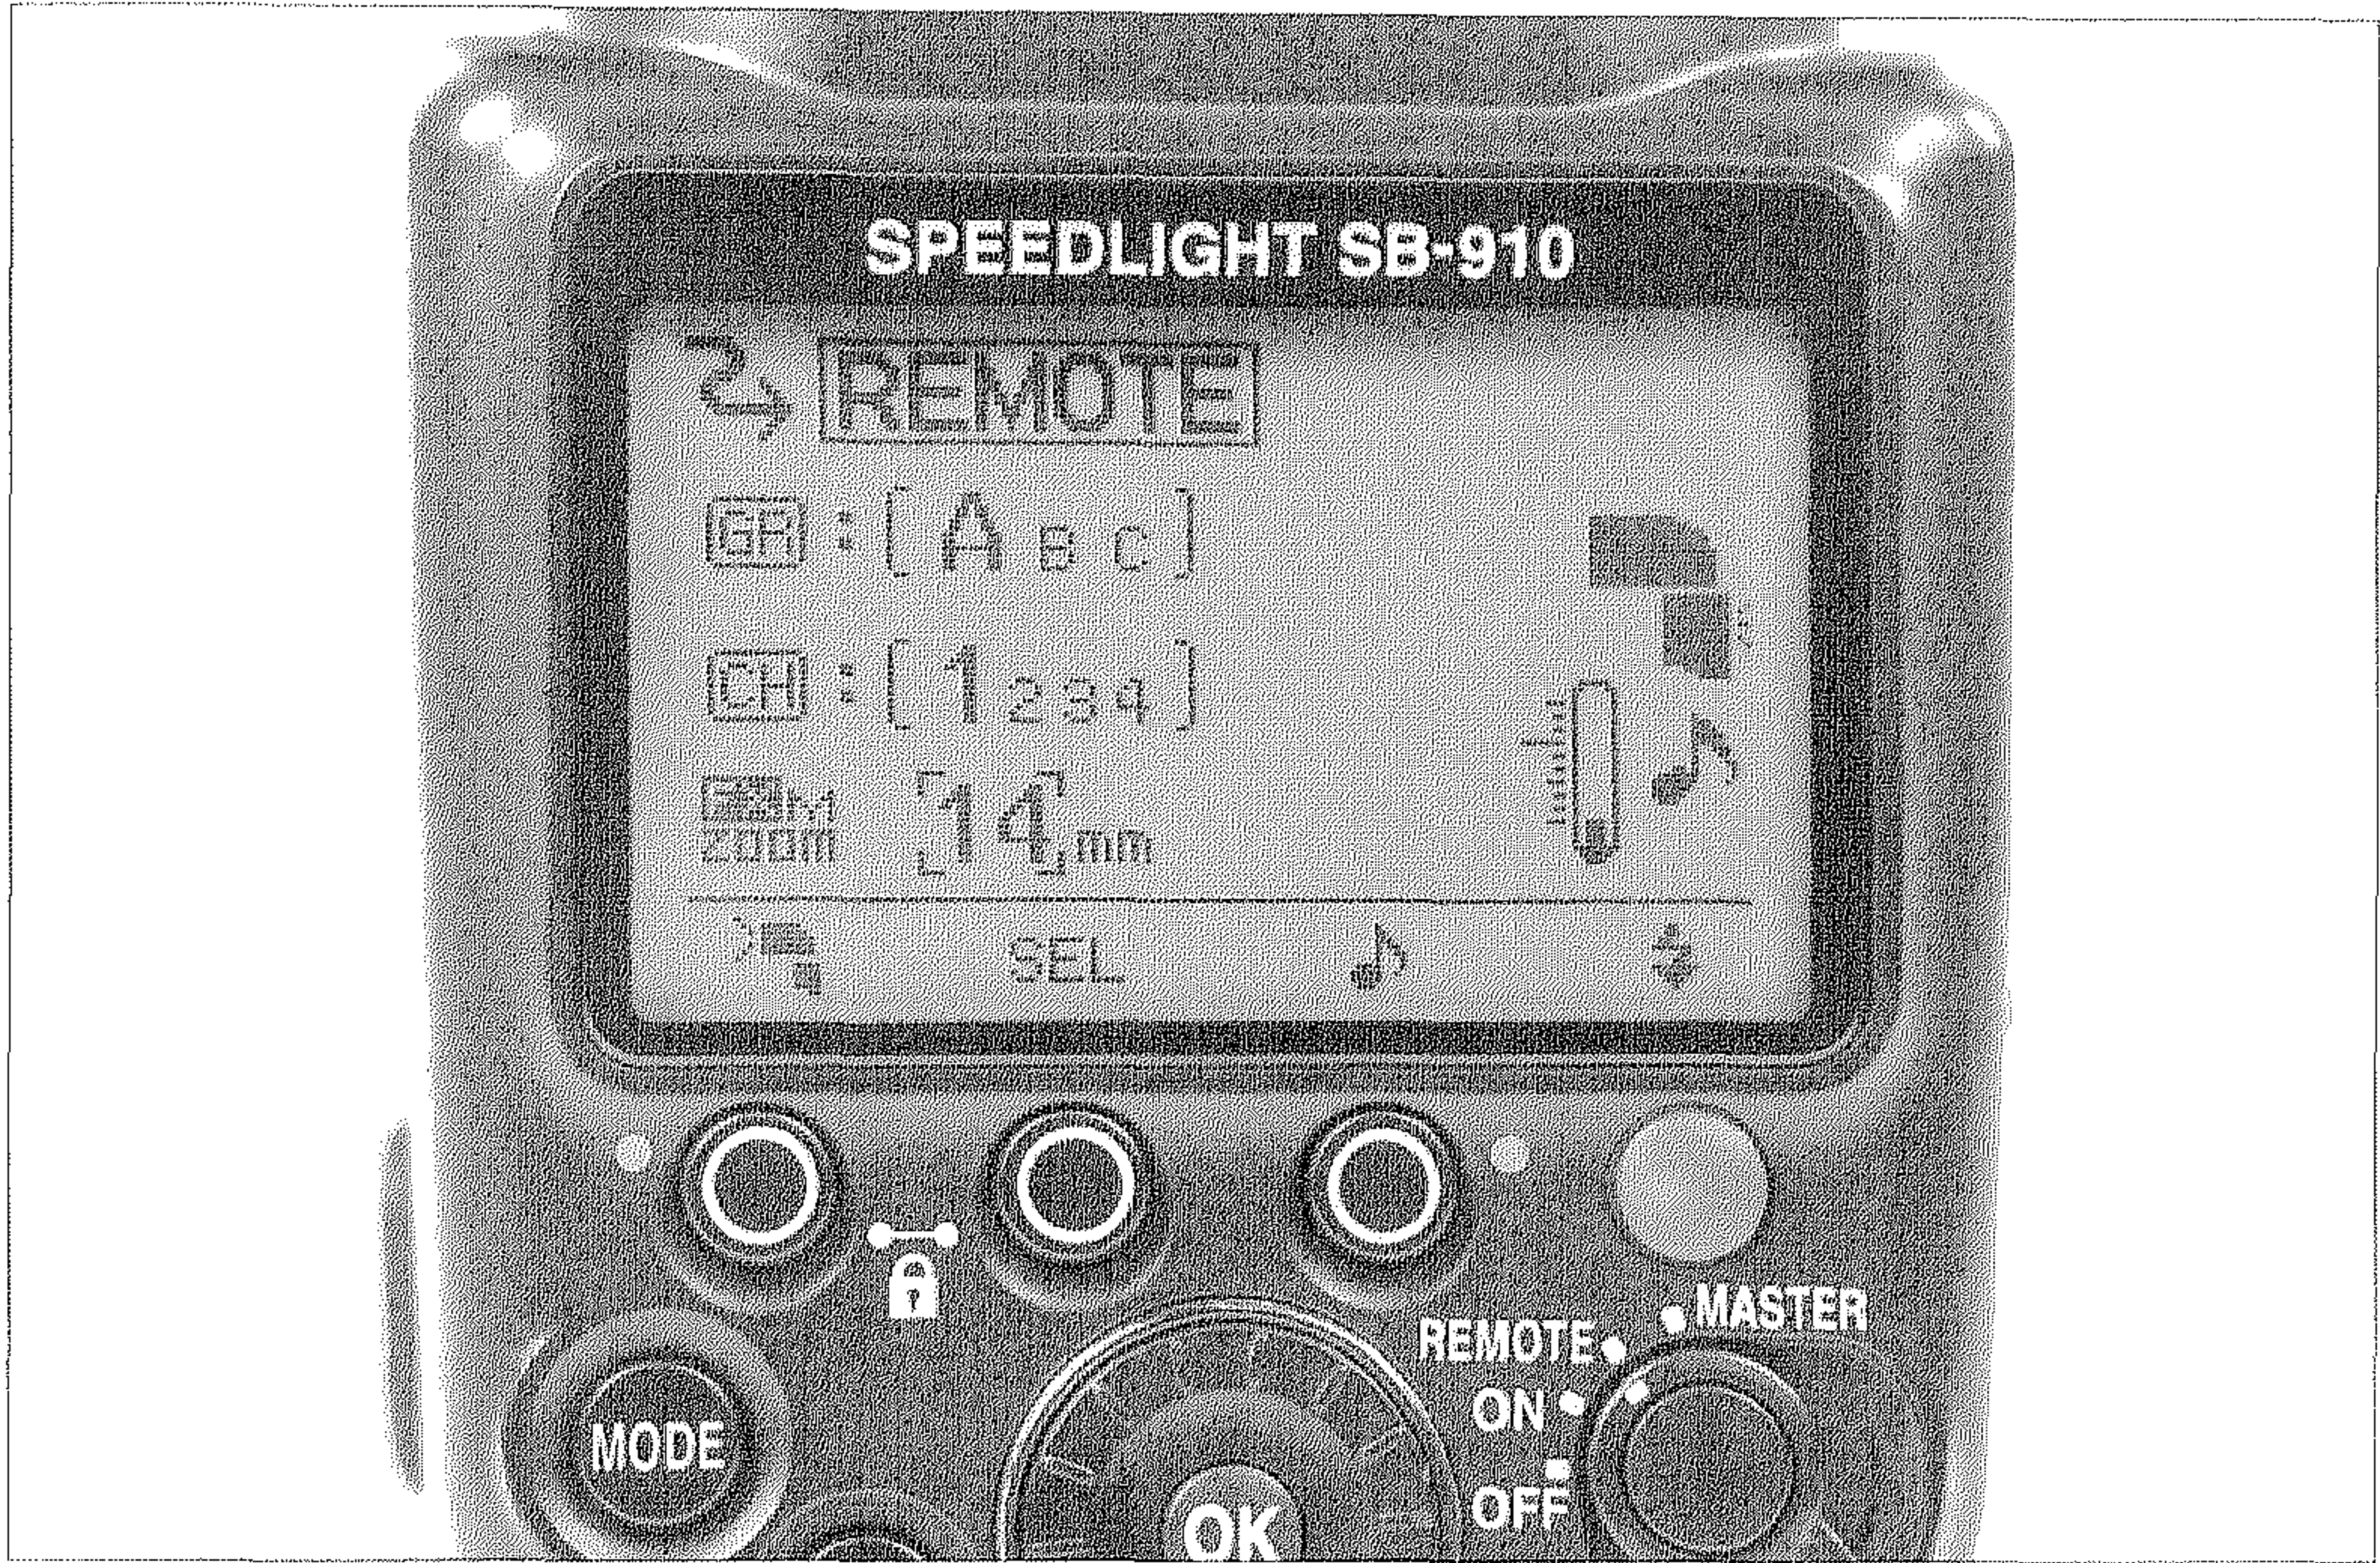 SPEEDLIGHT SB-910
REMOTE
GR : [ A B C ]
CH : [ 1 2 3 4 ]
M
zoom [14]mm
SEL
MASTER
REMOTE
ON
OFF
MODE
OK